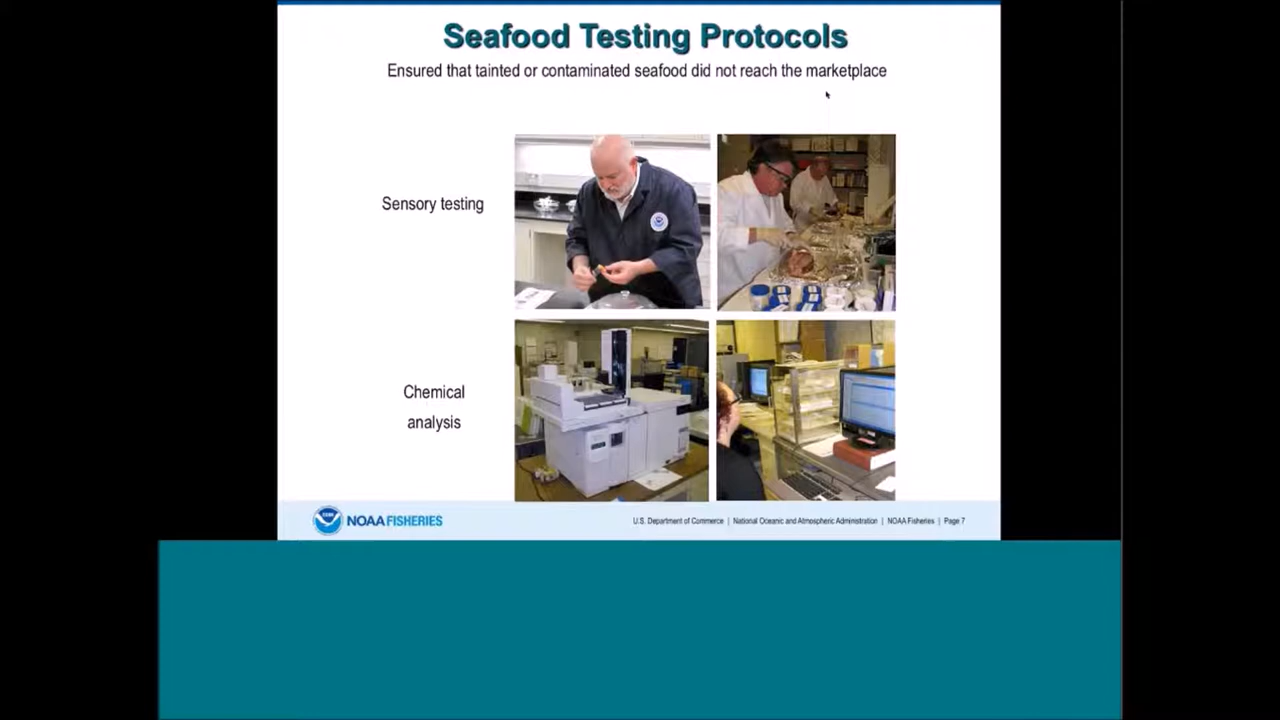 Seafood Testing Protocols
Ensured that tainted or contaminated seafood did not reach the marketplace
Sensory testing
Chemical
analysis
NOAA FISHERIES
U.S. Department of Commerce | National Oceanic and Atmospheric Administration | NOAA Fisheries | Page 7